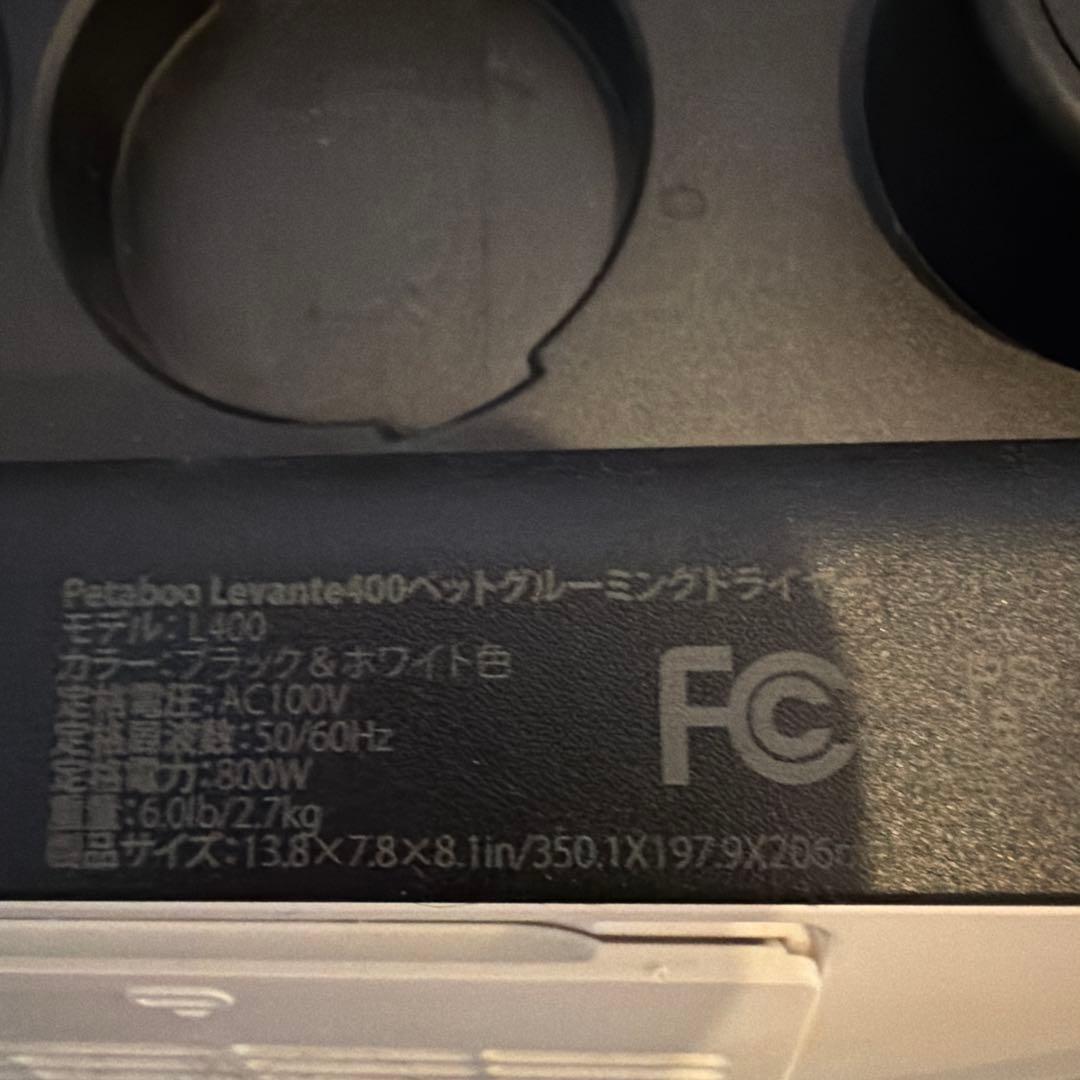 Petaboo Levante400ペットグルーミングドライヤー
モデル:L400
カラー:ブラック&ホワイト色
定格電圧:AC100V
定格周波数:50/60Hz
定格電力:800W
重量:6.0lb/2.7kg
製品サイズ:13.8×7.8×8.1in/350.1X197.9X206
FC